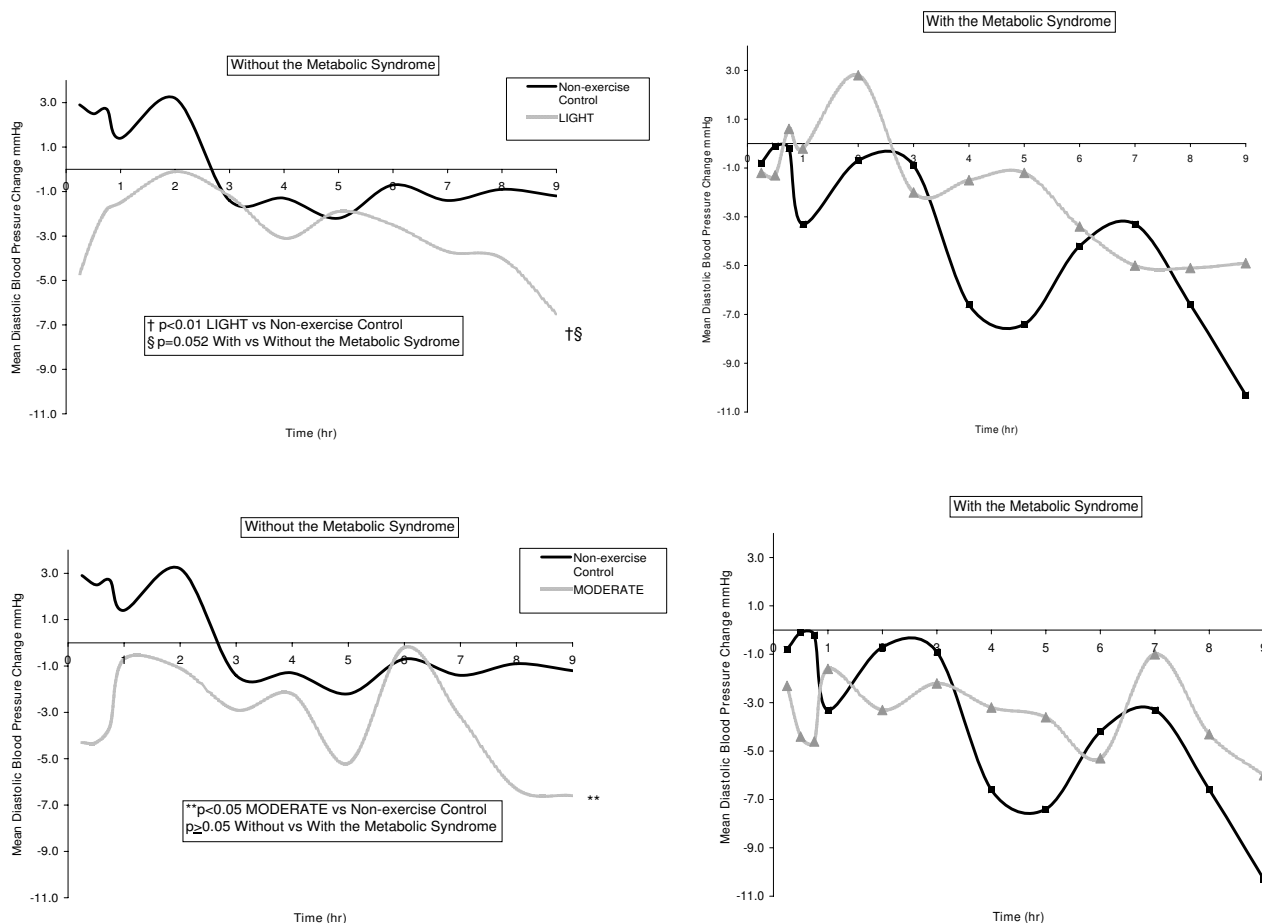 Without the Metabolic Syndrome
Non-exercise
Control
LIGHT
Mean Diastolic Blood Pressure Change mmHg
3.0
1.0
-1.0
-3.0
-5.0
-7.0
-9.0
-11.0
0 1 2 3 4 5 6 7 8 9
† p<0.01 LIGHT vs Non-exercise Control
§ p=0.052 With vs Without the Metabolic Sydrome
†§
Time (hr)
With the Metabolic Syndrome
Mean Diastolic Blood Pressure Change mmHg
3.0
1.0
-1.0
-3.0
-5.0
-7.0
-9.0
-11.0
0 1 2 3 4 5 6 7 8 9
Time (hr)
Without the Metabolic Syndrome
Non-exercise
Control
MODERATE
Mean Diastolic Blood Pressure Change mmHg
3.0
1.0
-1.0
-3.0
-5.0
-7.0
-9.0
-11.0
0 1 2 3 4 5 6 7 8 9
**p<0.05 MODERATE vs Non-exercise Control
p≥0.05 Without vs With the Metabolic Syndrome
**
Time (hr)
With the Metabolic Syndrome
Mean Diastolic Blood Pressure Change mmHg
3.0
1.0
-1.0
-3.0
-5.0
-7.0
-9.0
-11.0
0 1 2 3 4 5 6 7 8 9
Time (hr)